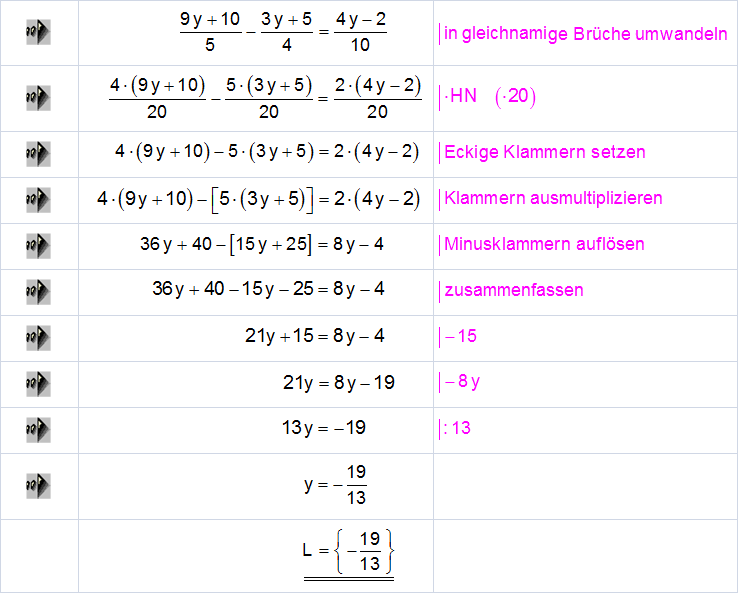 (9y+10)/5 − (3y+5)/4 = (4y−2)/10 | in gleichnamige Brüche umwandeln
4·(9y+10)/20 − 5·(3y+5)/20 = 2·(4y−2)/20 | ·HN (·20)
4·(9y+10)−5·(3y+5)=2·(4y−2) | Eckige Klammern setzen
4·(9y+10)−[5·(3y+5)]=2·(4y−2) | Klammern ausmultiplizieren
36y+40−[15y+25]=8y−4 | Minusklammern auflösen
36y+40−15y−25=8y−4 | zusammenfassen
21y+15=8y−4 | −15
21y=8y−19 | −8y
13y=−19 | :13
y=−19/13
L={−19/13}